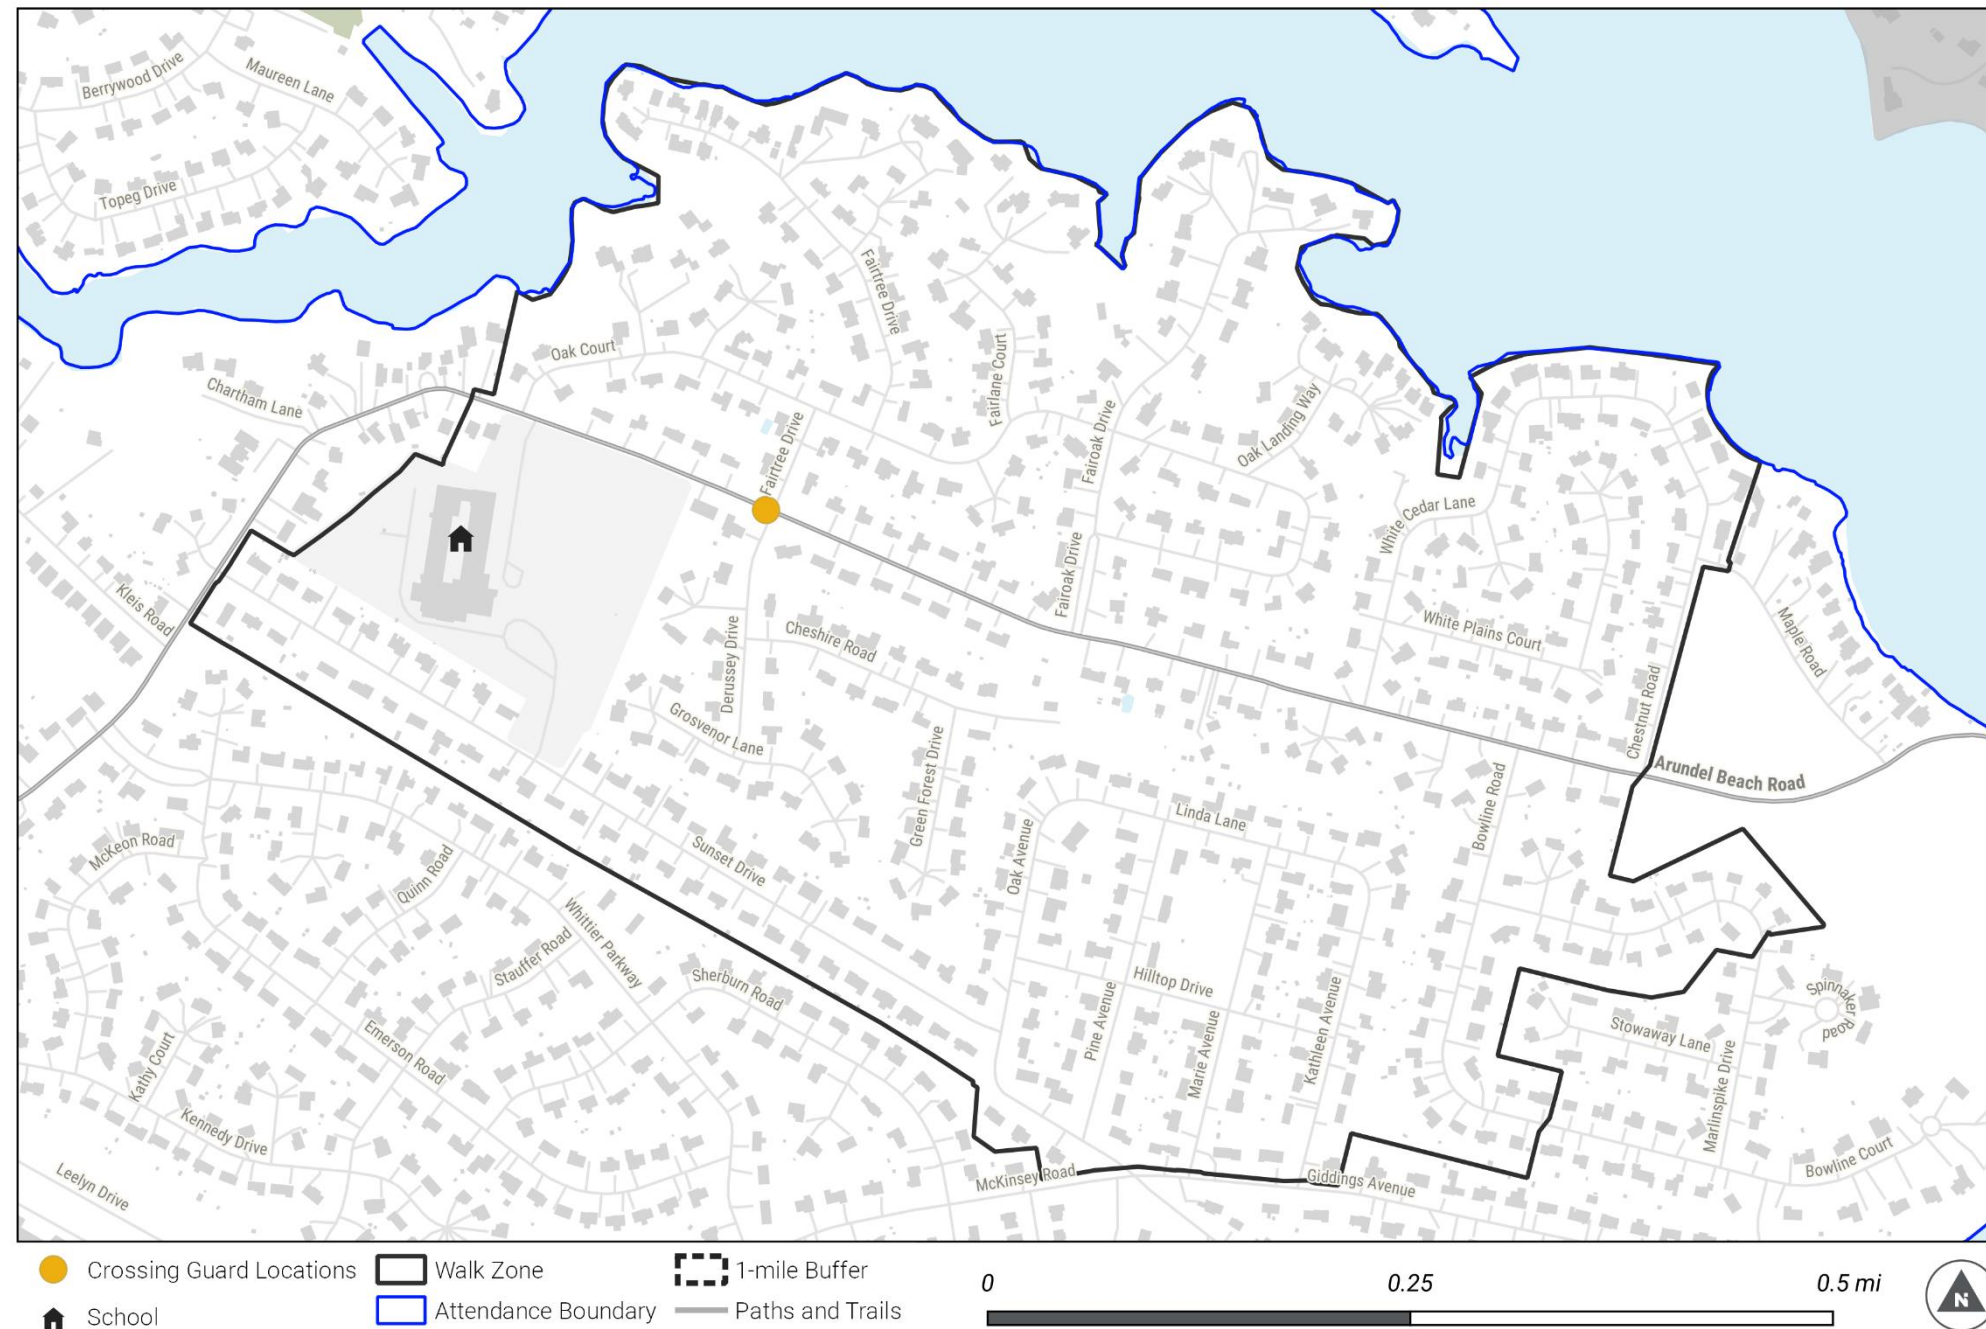 Berrywood Drive
Maureen Lane
Topeg Drive
Fairtree Drive
Oak Court
Fairlane Court
Chartham Lane
Fairtree Drive
Fairoak Drive
Oak Landing Way
White Cedar Lane
Kleis Road
Fairoak Drive
Cheshire Road
White Plains Court
Maple Road
Derussey Drive
Grosvenor Lane
Chestnut Road
Arundel Beach Road
Green Forest Drive
Bowline Road
Linda Lane
McKeon Road
Quinn Road
Sunset Drive
Oak Avenue
Whittier Parkway
Stauffer Road
Sherburn Road
Hilltop Drive
Pine Avenue
Marie Avenue
Kathleen Avenue
Spinnaker
Road
Stowaway Lane
Marlinspike Drive
Emerson Road
Kathy Court
Kennedy Drive
Leelyn Drive
McKinsey Road
Giddings Avenue
Bowline Court
Crossing Guard Locations
Walk Zone
1-mile Buffer
School
Attendance Boundary
Paths and Trails
0
0.25
0.5 mi
N